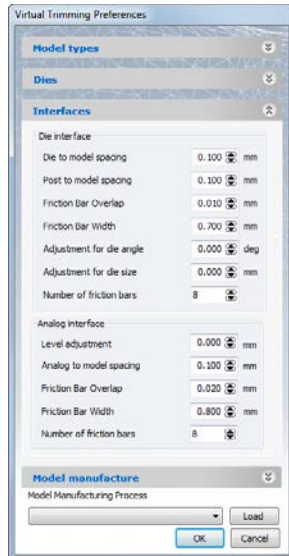 Virtual Trimming Preferences
Model types
Dies
Interfaces
Die interface
Die to model spacing 0.100 mm
Post to model spacing 0.100 mm
Friction Bar Overlap 0.010 mm
Friction Bar Width 0.700 mm
Adjustment for die angle 0.000 deg
Adjustment for die size 0.000 mm
Number of friction bars 8
Analog interface
Level adjustment 0.000 mm
Analog to model spacing 0.100 mm
Friction Bar Overlap 0.020 mm
Friction Bar Width 0.800 mm
Number of friction bars 8
Model manufacture
Model Manufacturing Process
Load
OK Cancel